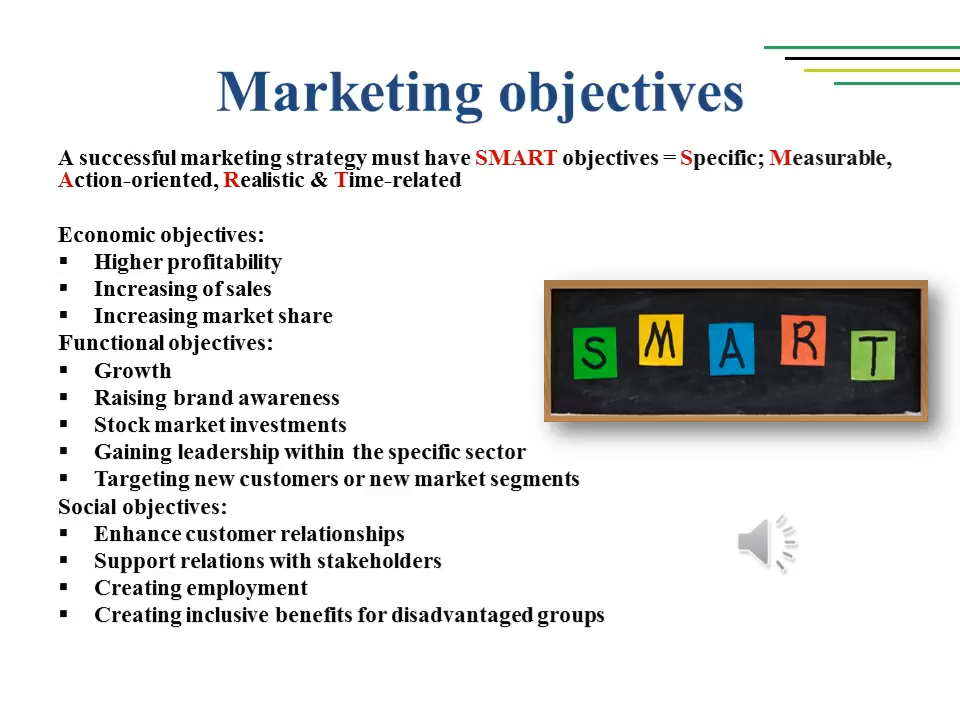 Marketing objectives
A successful marketing strategy must have SMART objectives = Specific; Measurable,
Action-oriented, Realistic & Time-related
Economic objectives:
▪ Higher profitability
▪ Increasing of sales
▪ Increasing market share
Functional objectives:
▪ Growth
▪ Raising brand awareness
▪ Stock market investments
▪ Gaining leadership within the specific sector
▪ Targeting new customers or new market segments
Social objectives:
▪ Enhance customer relationships
▪ Support relations with stakeholders
▪ Creating employment
▪ Creating inclusive benefits for disadvantaged groups
S M A R T